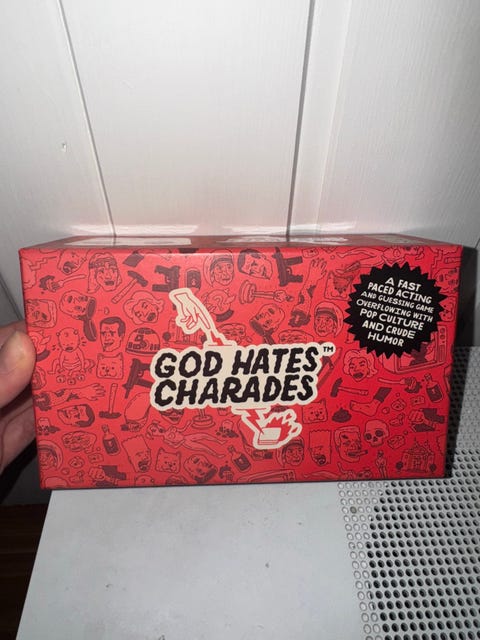 GOD HATES™
CHARADES
A FAST
PACED ACTING
AND GUESSING GAME
OVERFLOWING WITH
POP CULTURE
AND CRUDE
HUMOR